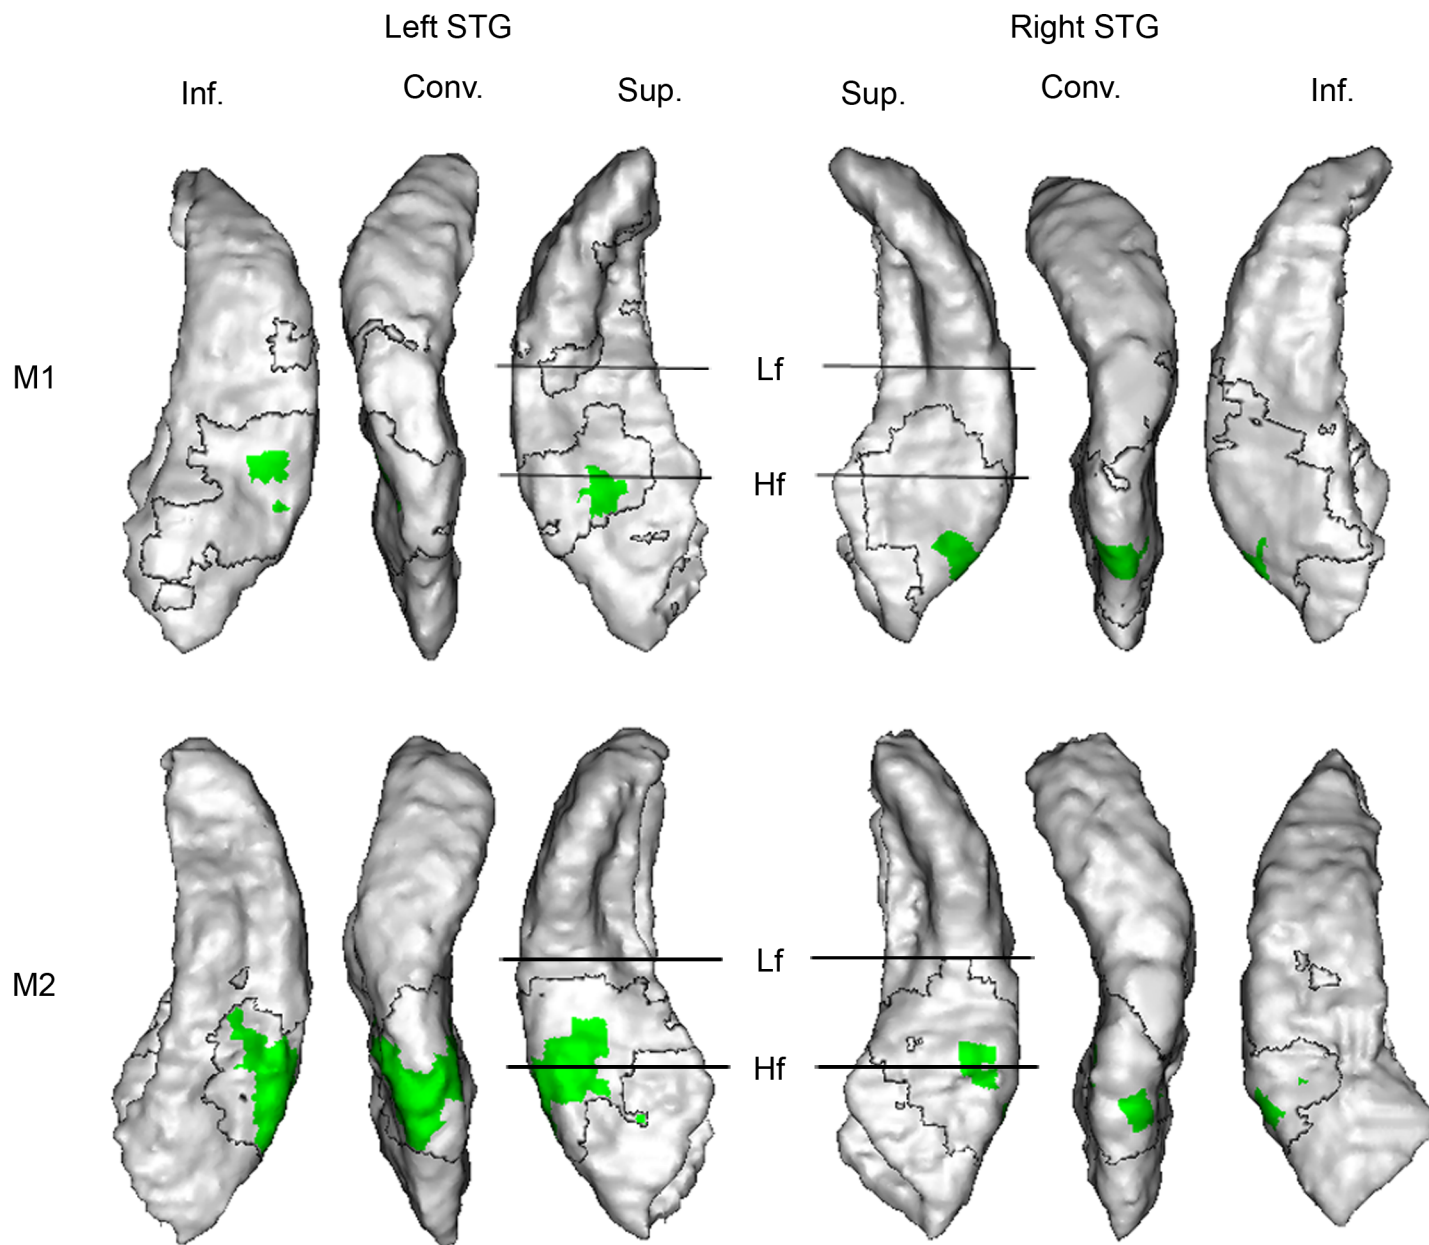 Left STG Right STG
Inf. Conv. Sup. Sup. Conv. Inf.
M1
Lf
Hf
M2
Lf
Hf